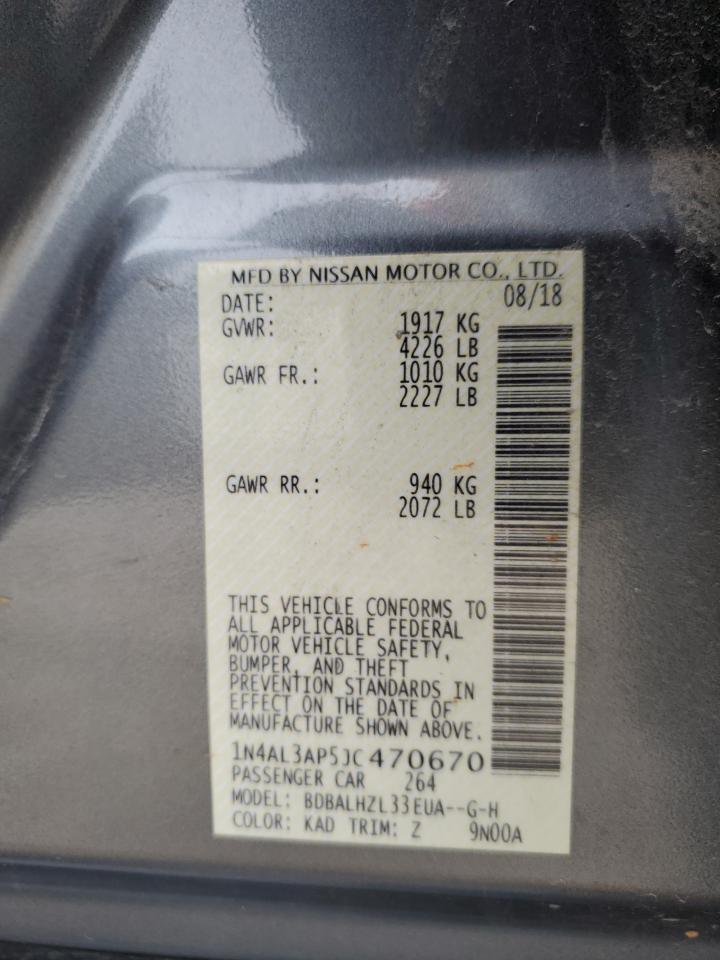 MFD BY NISSAN MOTOR CO., LTD.
DATE: 08/18
GVWR: 1917 KG
4226 LB
GAWR FR.: 1010 KG
2227 LB
GAWR RR.: 940 KG
2072 LB
THIS VEHICLE CONFORMS TO
ALL APPLICABLE FEDERAL
MOTOR VEHICLE SAFETY,
BUMPER, AND THEFT
PREVENTION STANDARDS IN
EFFECT ON THE DATE OF
MANUFACTURE SHOWN ABOVE.
1N4AL3AP5JC470670
PASSENGER CAR 264
MODEL: BDBALHZL33EUA--G-H
COLOR: KAD TRIM: Z 9N00A